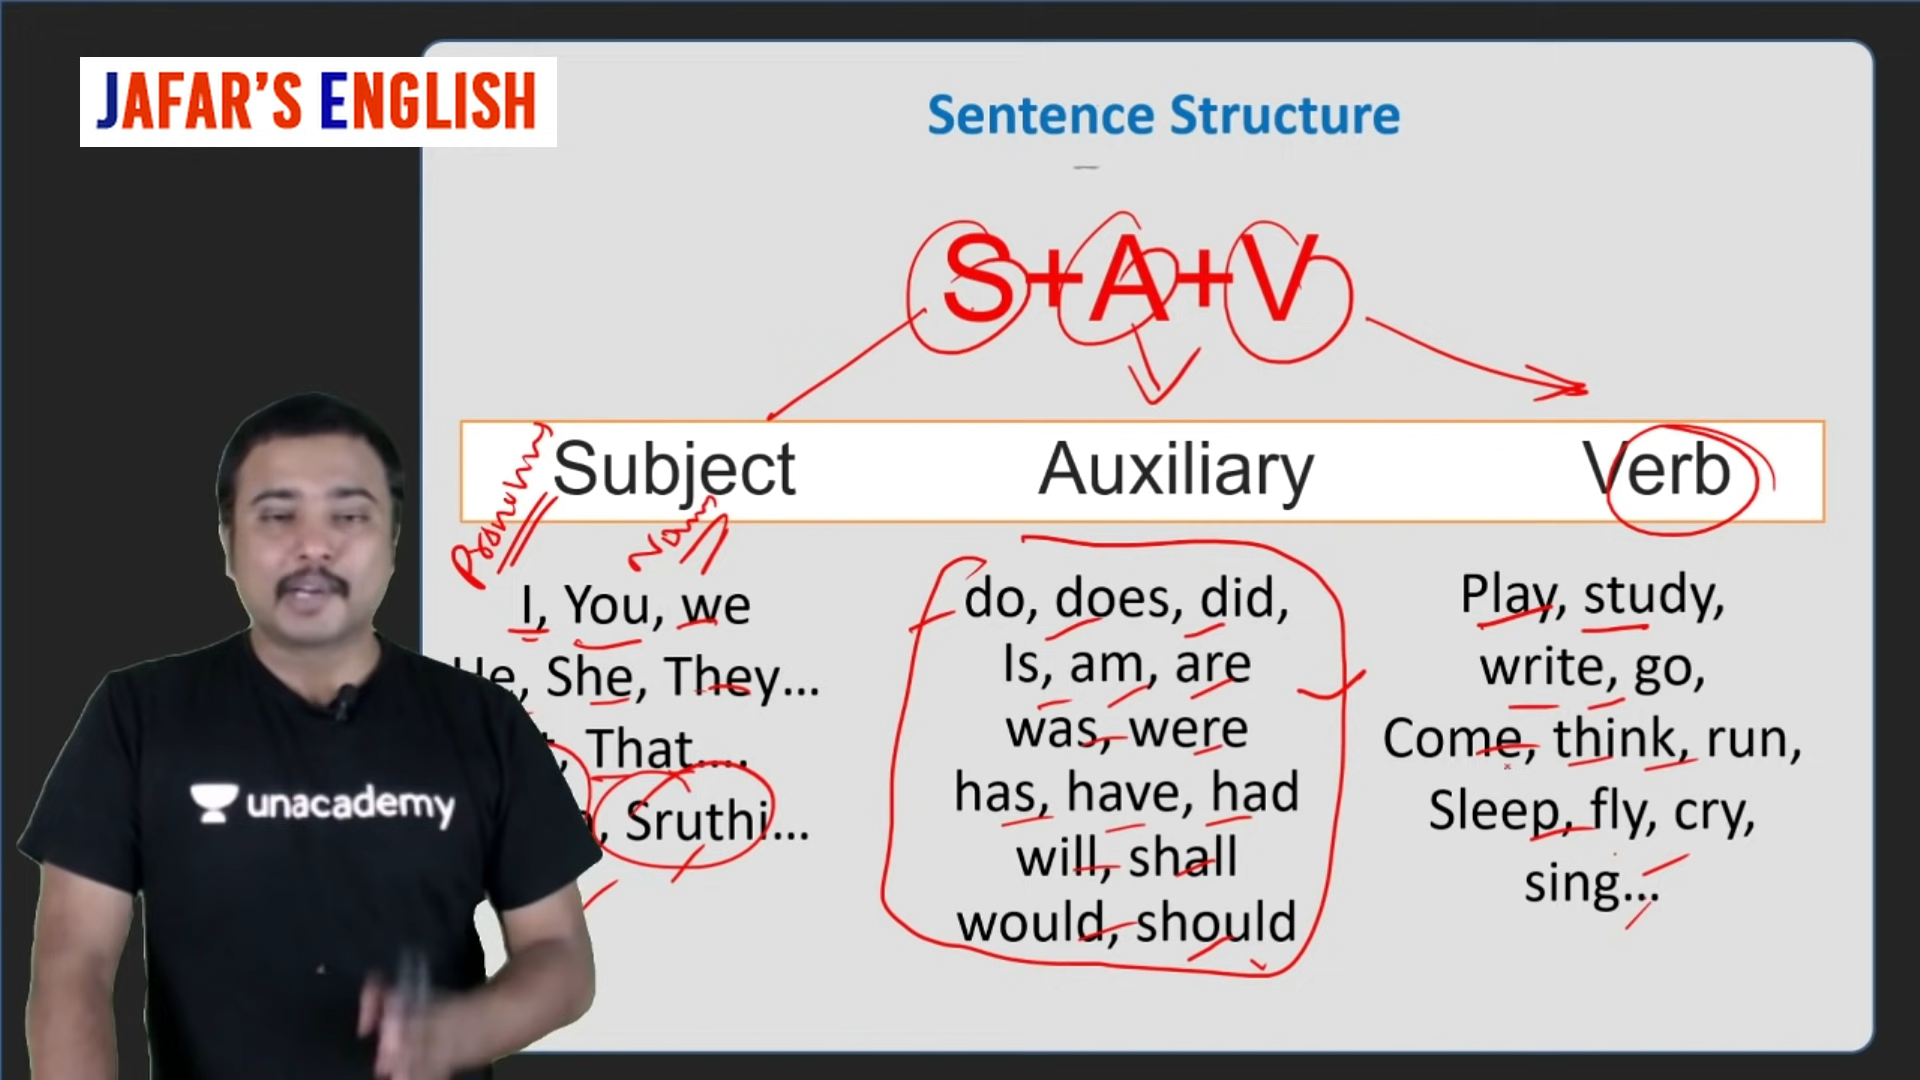 JAFAR'S ENGLISH
Sentence Structure
S+A+V
Subject Auxiliary Verb
Pronoun
Noun
I, You, we
She, They...
That....
Sruthi...
do, does, did,
Is, am, are
was, were
has, have, had
will, shall
would, should
Play, study,
write, go,
Come, think, run,
Sleep, fly, cry,
sing...
unacademy